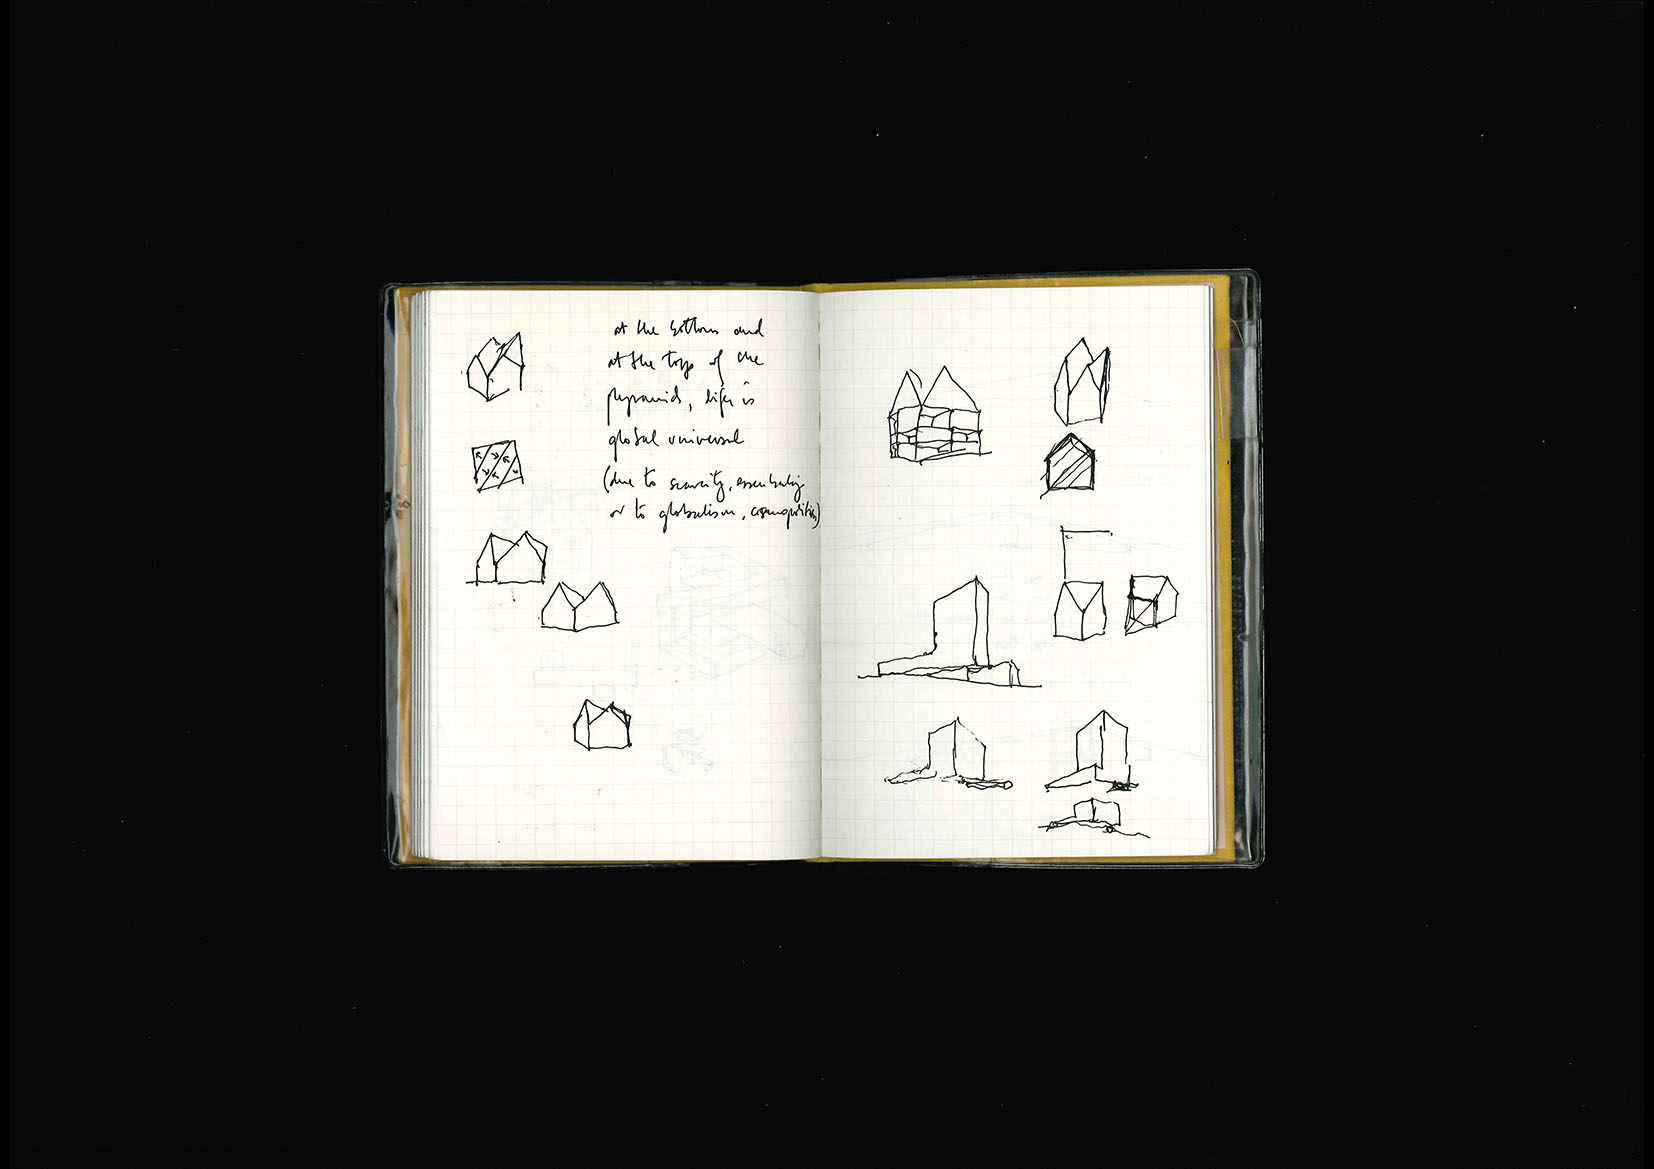 at the bottom and
at the top of the
pyramid, life is
global universal
(due to scarcity, essentiality
or to globalism, cosmopolitism)